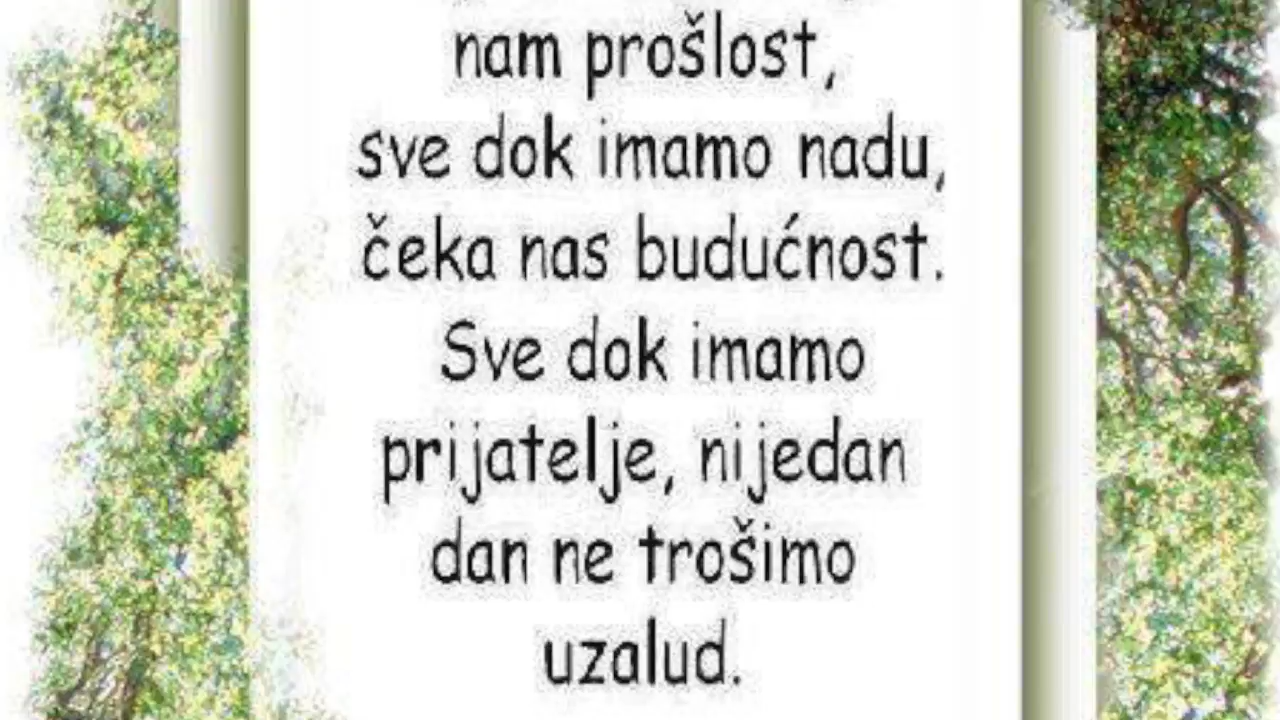 nam prošlost,
sve dok imamo nadu,
čeka nas budućnost.
Sve dok imamo
prijatelje, nijedan
dan ne trošimo
uzalud.